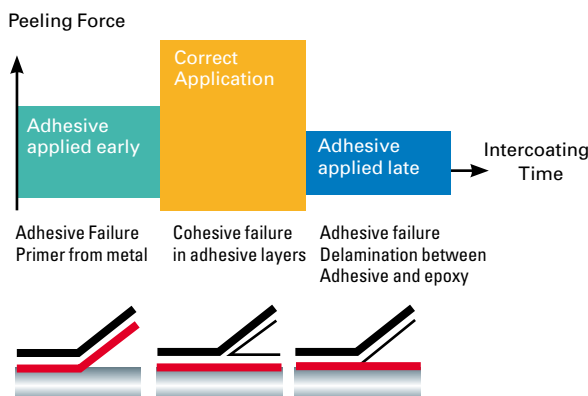 Peeling Force
Correct
Application
Adhesive
applied early
Adhesive
applied late
Intercoating
Time
Adhesive Failure
Primer from metal
Cohesive failure
in adhesive layers
Adhesive failure
Delamination between
Adhesive and epoxy